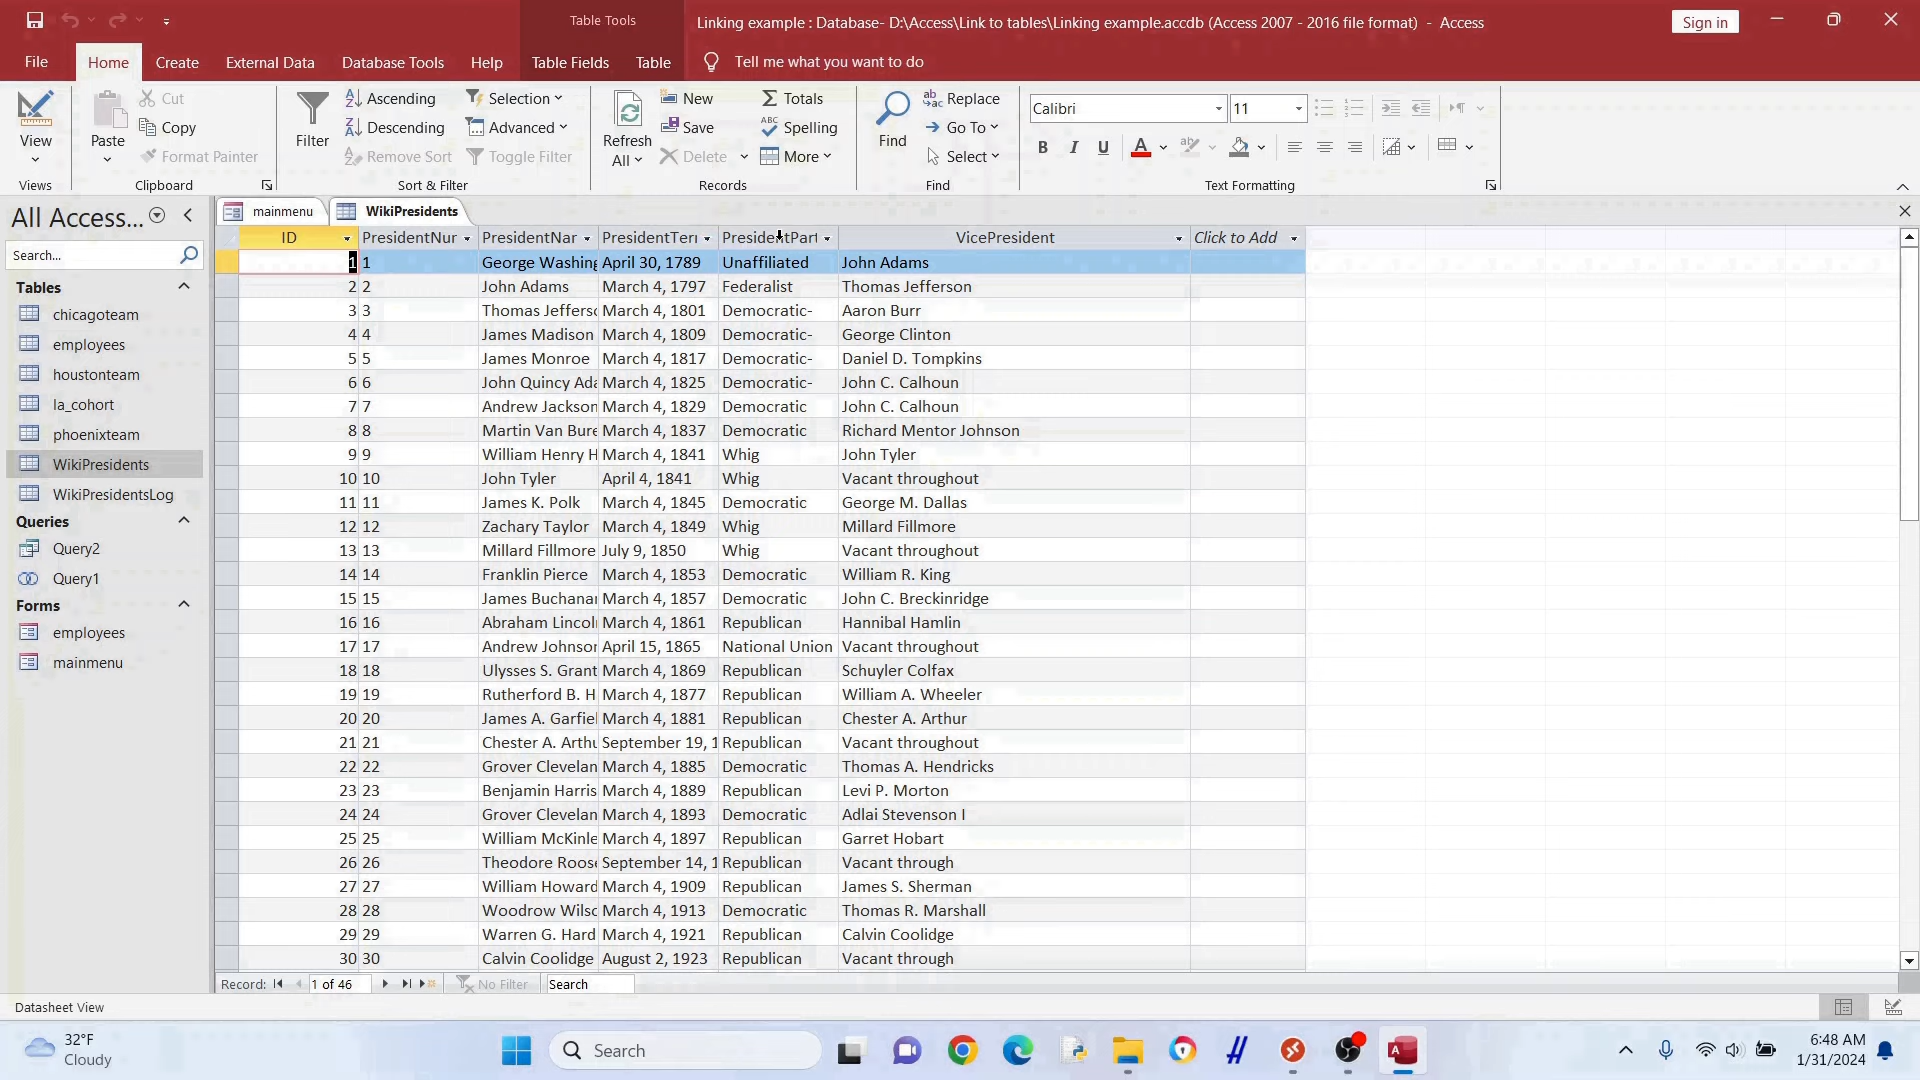 Table Tools
Linking example : Database- D:\Access\Link to tables\Linking example.accdb (Access 2007 - 2016 file format) - Access
Sign in
File Home Create External Data Database Tools Help Table Fields Table Tell me what you want to do
View
Views
Paste
Cut
Copy
Format Painter
Clipboard
Filter
Ascending
Descending
Remove Sort
Selection
Advanced
Toggle Filter
Sort & Filter
Refresh
All
New
Save
Delete
Totals
Spelling
More
Records
Find
Replace
Go To
Select
Find
Calibri 11
B I U A
Text Formatting
All Access...
Search...
Tables
chicagoteam
employees
houstonteam
la_cohort
phoenixteam
WikiPresidents
WikiPresidentsLog
Queries
Query2
Query1
Forms
employees
mainmenu
mainmenu WikiPresidents
ID PresidentNur PresidentNar PresidentTeri PresidentPart VicePresident Click to Add
1 1 George Washing April 30, 1789 Unaffiliated John Adams
2 2 John Adams March 4, 1797 Federalist Thomas Jefferson
3 3 Thomas Jefferso March 4, 1801 Democratic- Aaron Burr
4 4 James Madison March 4, 1809 Democratic- George Clinton
5 5 James Monroe March 4, 1817 Democratic- Daniel D. Tompkins
6 6 John Quincy Ada March 4, 1825 Democratic- John C. Calhoun
7 7 Andrew Jackson March 4, 1829 Democratic John C. Calhoun
8 8 Martin Van Bure March 4, 1837 Democratic Richard Mentor Johnson
9 9 William Henry H March 4, 1841 Whig John Tyler
10 10 John Tyler April 4, 1841 Whig Vacant throughout
11 11 James K. Polk March 4, 1845 Democratic George M. Dallas
12 12 Zachary Taylor March 4, 1849 Whig Millard Fillmore
13 13 Millard Fillmore July 9, 1850 Whig Vacant throughout
14 14 Franklin Pierce March 4, 1853 Democratic William R. King
15 15 James Buchanan March 4, 1857 Democratic John C. Breckinridge
16 16 Abraham Lincol March 4, 1861 Republican Hannibal Hamlin
17 17 Andrew Johnson April 15, 1865 National Union Vacant throughout
18 18 Ulysses S. Grant March 4, 1869 Republican Schuyler Colfax
19 19 Rutherford B. H March 4, 1877 Republican William A. Wheeler
20 20 James A. Garfiel March 4, 1881 Republican Chester A. Arthur
21 21 Chester A. Arthu September 19, 1 Republican Vacant throughout
22 22 Grover Clevelan March 4, 1885 Democratic Thomas A. Hendricks
23 23 Benjamin Harris March 4, 1889 Republican Levi P. Morton
24 24 Grover Clevelan March 4, 1893 Democratic Adlai Stevenson I
25 25 William McKinle March 4, 1897 Republican Garret Hobart
26 26 Theodore Roose September 14, 1 Republican Vacant through
27 27 William Howard March 4, 1909 Republican James S. Sherman
28 28 Woodrow Wilso March 4, 1913 Democratic Thomas R. Marshall
29 29 Warren G. Hard March 4, 1921 Republican Calvin Coolidge
30 30 Calvin Coolidge August 2, 1923 Republican Vacant through
Record: 1 of 46 No Filter Search
Datasheet View
32°F
Cloudy
Search
6:48 AM
1/31/2024